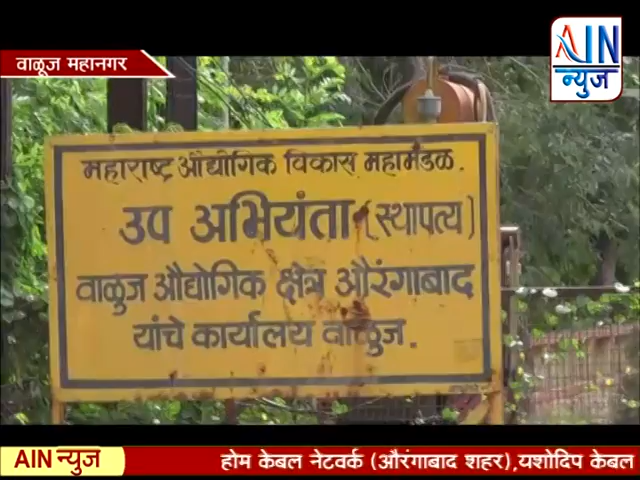 वाळूज महानगर
AIN
न्युज
महाराष्ट्र औद्योगिक विकास महामंडळ.
उप अभियंता (स्थापत्य)
वाळुज औद्योगिक क्षेत्र औरंगाबाद
यांचे कार्यालय वाळुज.
AIN न्युज
होम केबल नेटवर्क (औरंगाबाद शहर),यशोदिप केबल